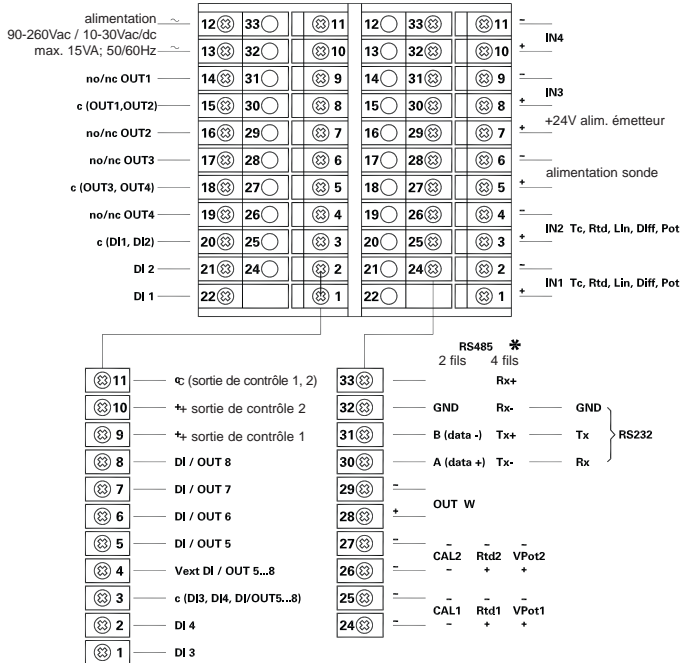 alimentation ~ 12 33 11 12 33 11 –
90-260Vac / 10-30Vac/dc IN4
max. 15VA; 50/60Hz ~ 13 32 10 13 32 10 +
no/nc OUT1 14 31 9 14 31 9 –
IN3
c (OUT1,OUT2) 15 30 8 15 30 8 +
no/nc OUT2 16 29 7 16 29 7 + +24V alim. émetteur
no/nc OUT3 17 28 6 17 28 6 –
alimentation sonde
c (OUT3, OUT4) 18 27 5 18 27 5 +
no/nc OUT4 19 26 4 19 26 4 –
IN2 Tc, Rtd, Lin, Diff, Pot
c (DI1, DI2) 20 25 3 20 25 3 +
DI 2 21 24 2 21 24 2 –
IN1 Tc, Rtd, Lin, Diff, Pot
DI 1 22 1 22 1 +
11 c (sortie de contrôle 1, 2)
10 + sortie de contrôle 2
9 + sortie de contrôle 1
8 DI / OUT 8
7 DI / OUT 7
6 DI / OUT 6
5 DI / OUT 5
4 Vext DI / OUT 5...8
3 c (DI3, DI4, DI/OUT5...8)
2 DI 4
1 DI 3
RS485 *
2 fils 4 fils
33 Rx+
32 GND Rx- GND
31 B (data -) Tx+ Tx RS232
30 A (data +) Tx- Rx
29 –
OUT W
28 +
27 – – – –
CAL2 Rtd2 VPot2
26 – – + +
25 – – – –
CAL1 Rtd1 VPot1
24 – – + +